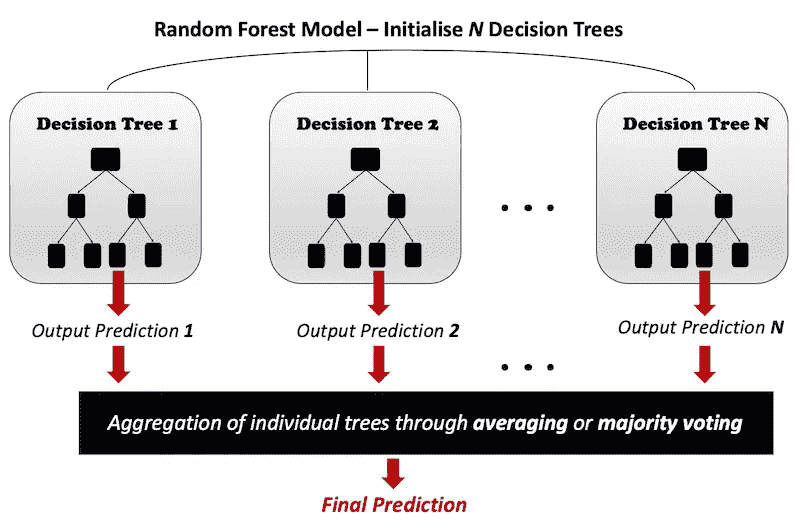 Random Forest Model – Initialise N Decision Trees
Decision Tree 1
Decision Tree 2
Decision Tree N
. . .
Output Prediction 1
Output Prediction 2
Output Prediction N
. . .
Aggregation of individual trees through averaging or majority voting
Final Prediction